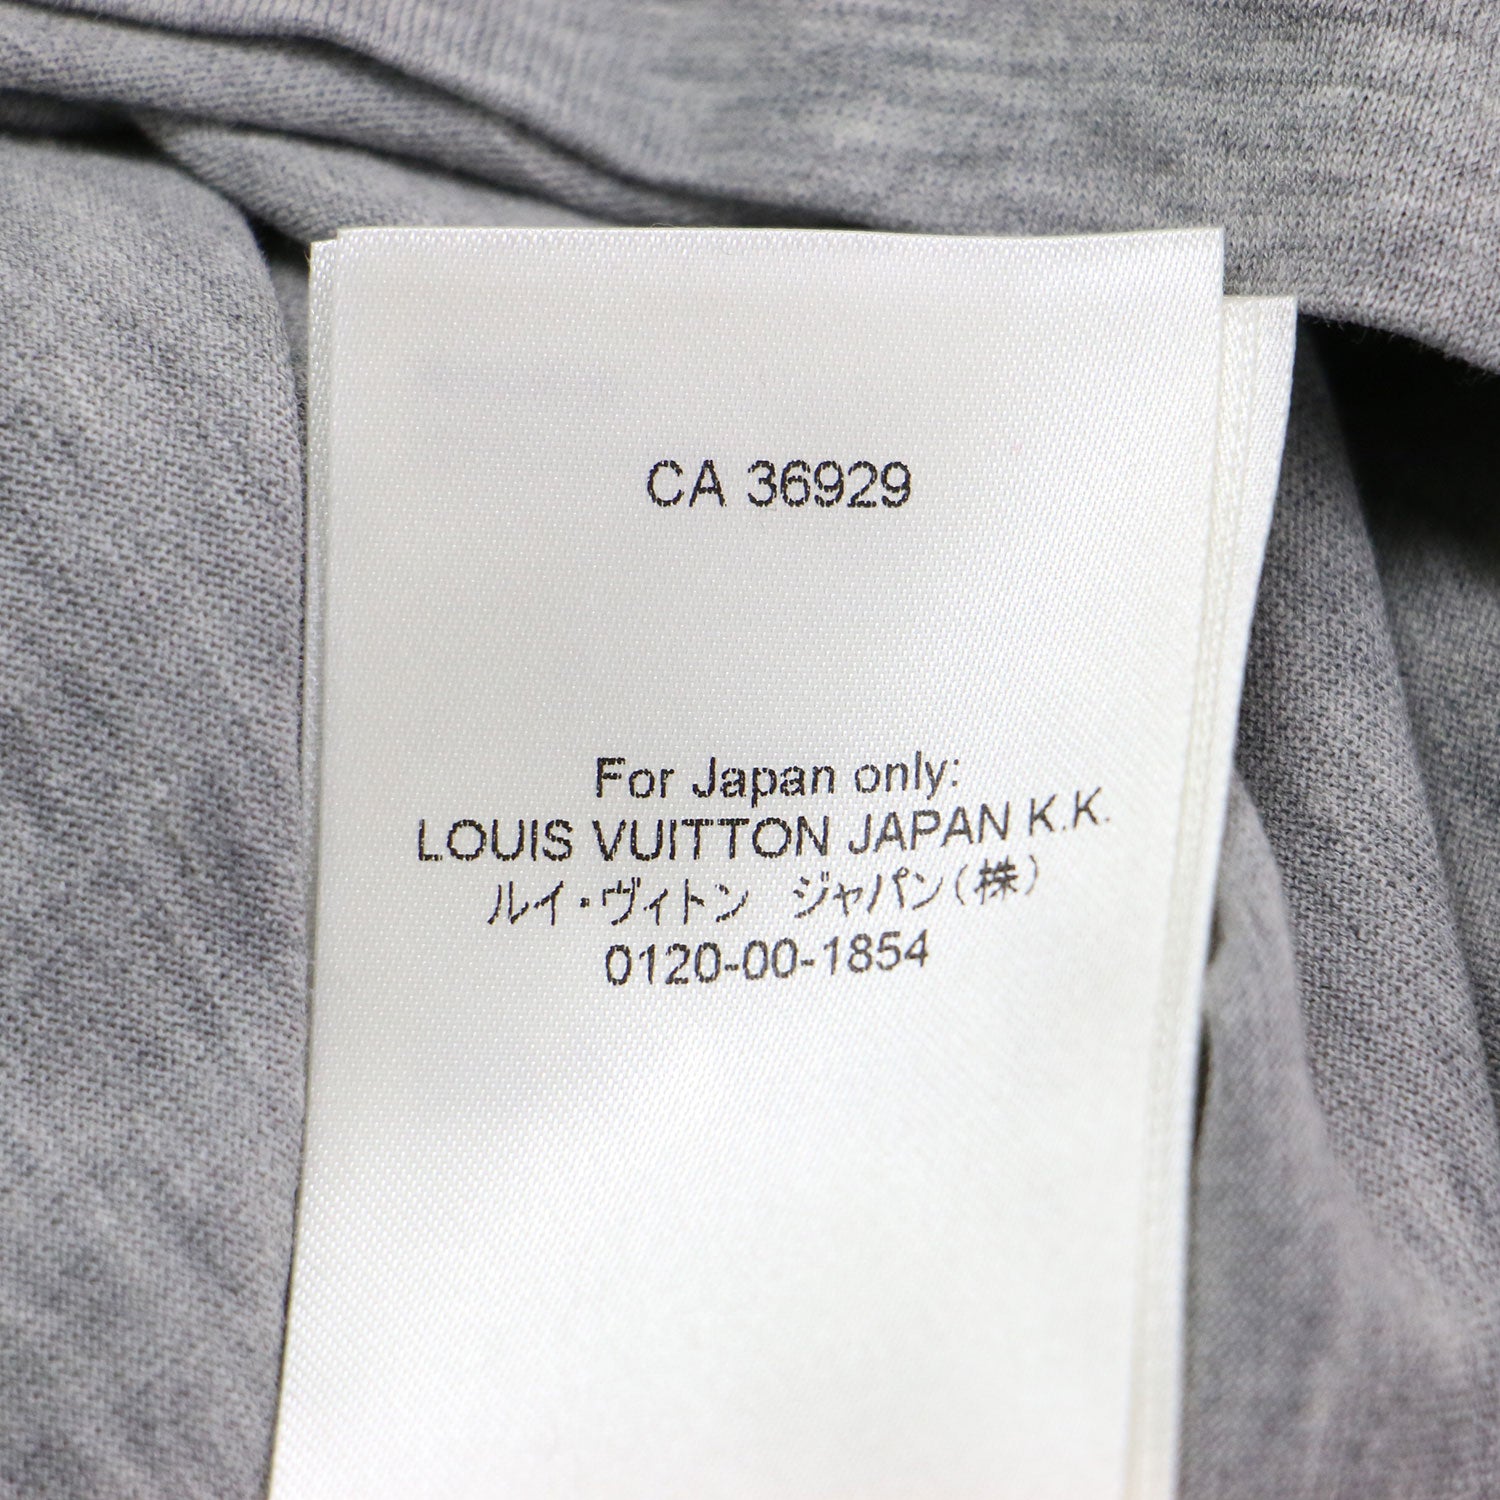 CA 36929
For Japan only:
LOUIS VUITTON JAPAN K.K.
ルイ・ヴィトン　ジャパン(株)
0120-00-1854